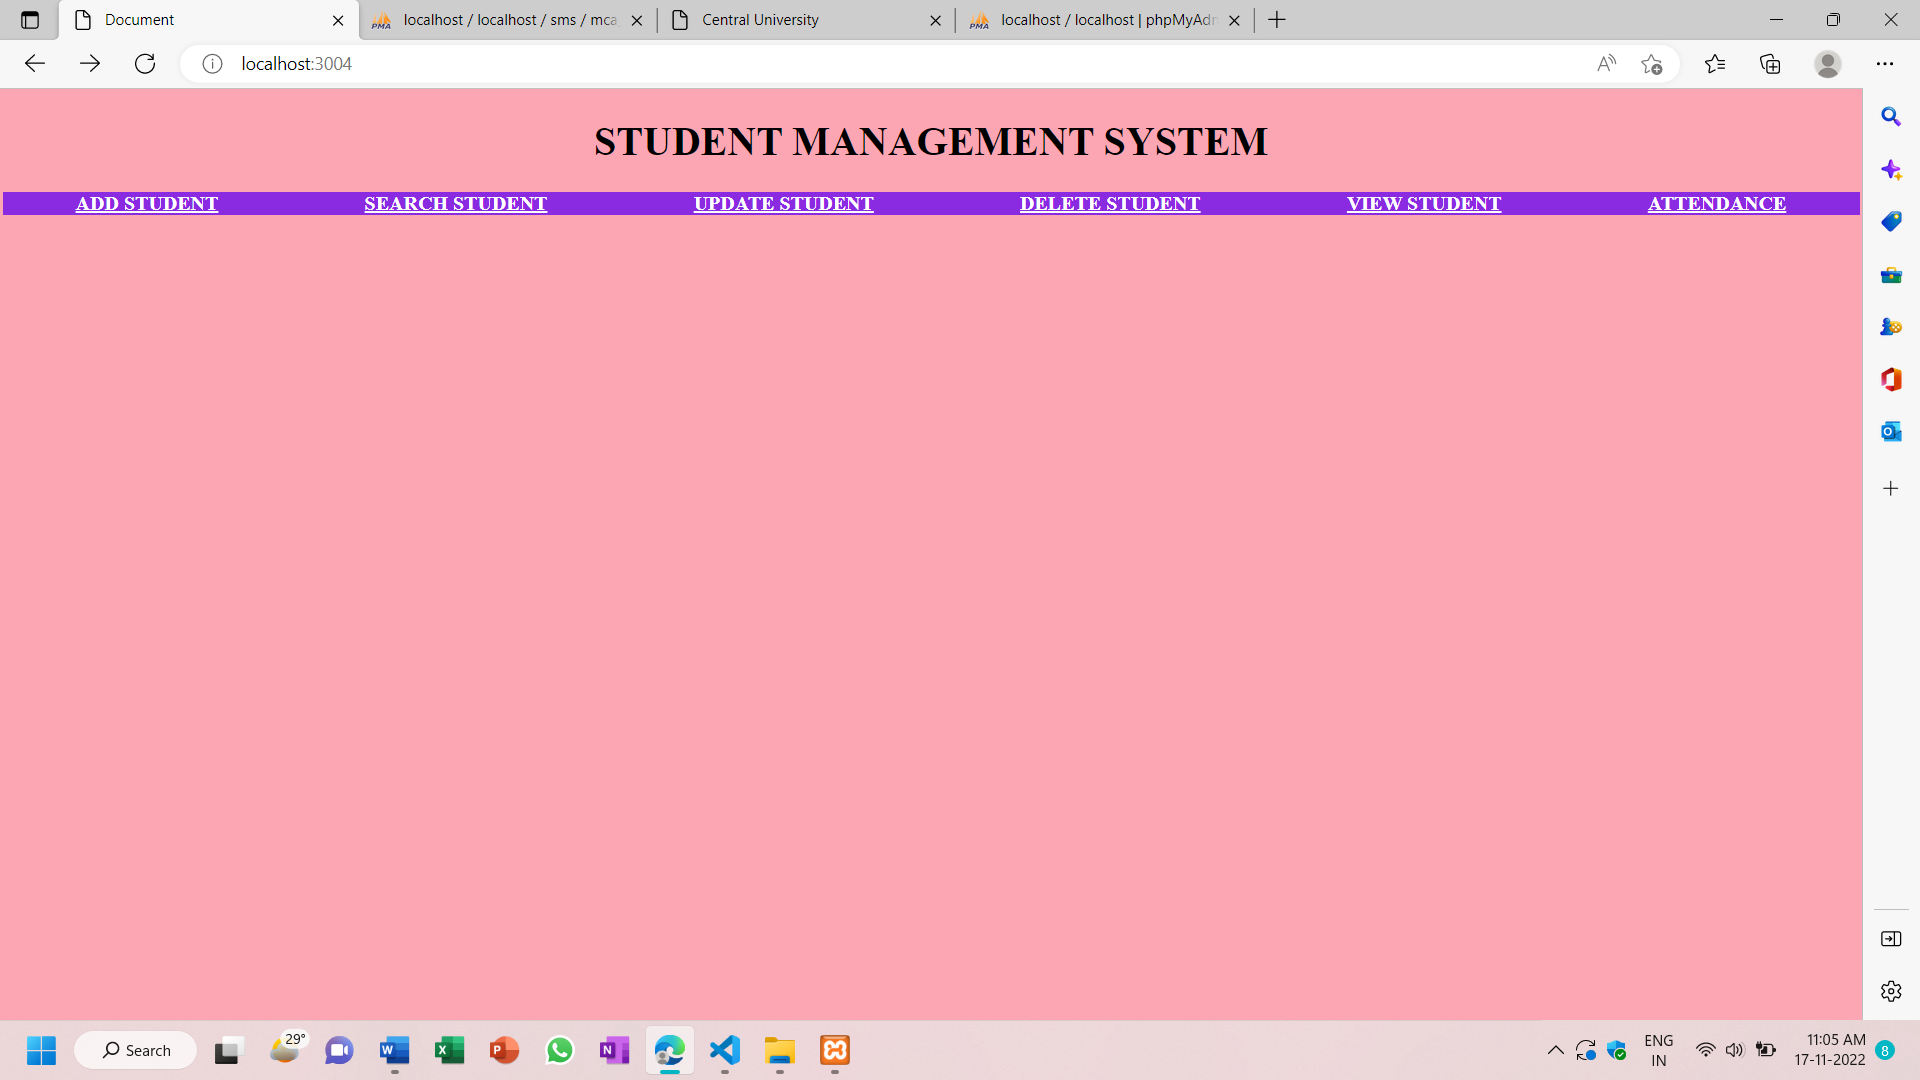 Document
localhost / localhost / sms / mca
Central University
localhost / localhost | phpMyAdm
localhost:3004
STUDENT MANAGEMENT SYSTEM
ADD STUDENT SEARCH STUDENT UPDATE STUDENT DELETE STUDENT VIEW STUDENT ATTENDANCE
29°
Search
ENG
IN
11:05 AM
17-11-2022
8